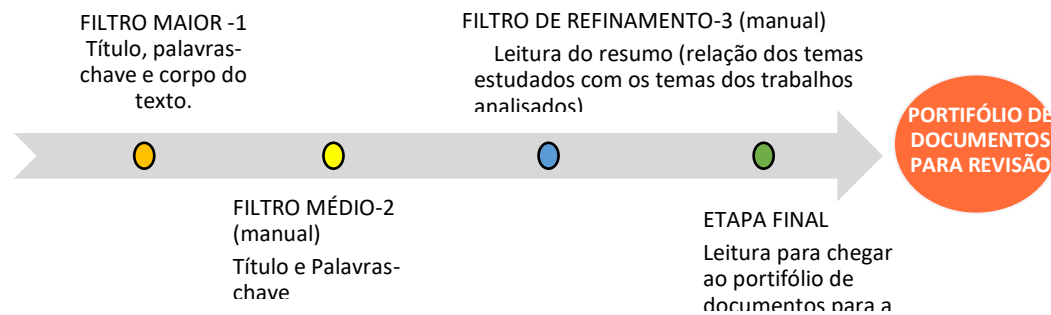 FILTRO MAIOR -1
Título, palavras-
chave e corpo do
texto.
FILTRO DE REFINAMENTO-3 (manual)
Leitura do resumo (relação dos temas
estudados com os temas dos trabalhos
analisados)
PORTIFÓLIO DE
DOCUMENTOS
PARA REVISÃO
FILTRO MÉDIO-2
(manual)
Título e Palavras-
chave
ETAPA FINAL
Leitura para chegar
ao portifólio de
documentos para a